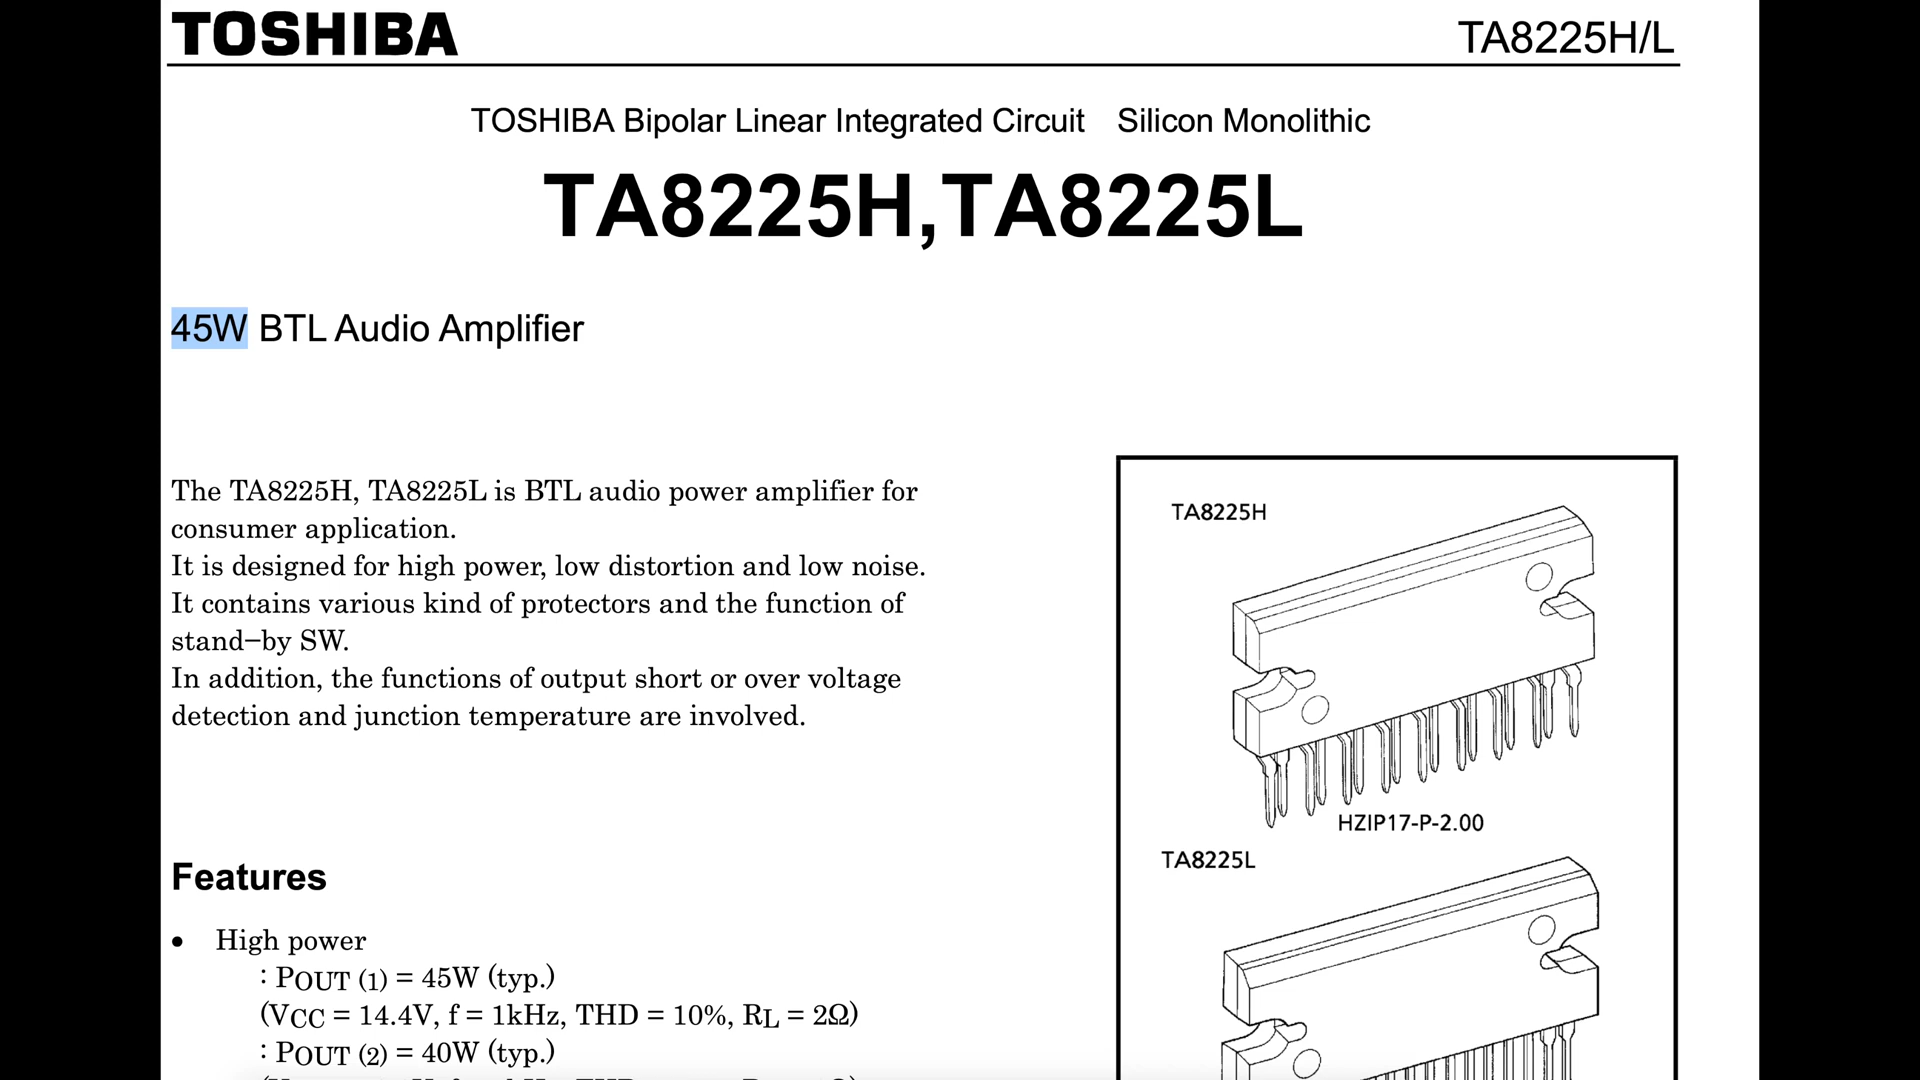 TOSHIBA
TA8225H/L
TOSHIBA Bipolar Linear Integrated Circuit Silicon Monolithic
TA8225H,TA8225L
45W BTL Audio Amplifier
The TA8225H, TA8225L is BTL audio power amplifier for
consumer application.
It is designed for high power, low distortion and low noise.
It contains various kind of protectors and the function of
stand−by SW.
In addition, the functions of output short or over voltage
detection and junction temperature are involved.
TA8225H
HZIP17-P-2.00
TA8225L
Features
• High power
: POUT (1) = 45W (typ.)
(VCC = 14.4V, f = 1kHz, THD = 10%, RL = 2Ω)
: POUT (2) = 40W (typ.)